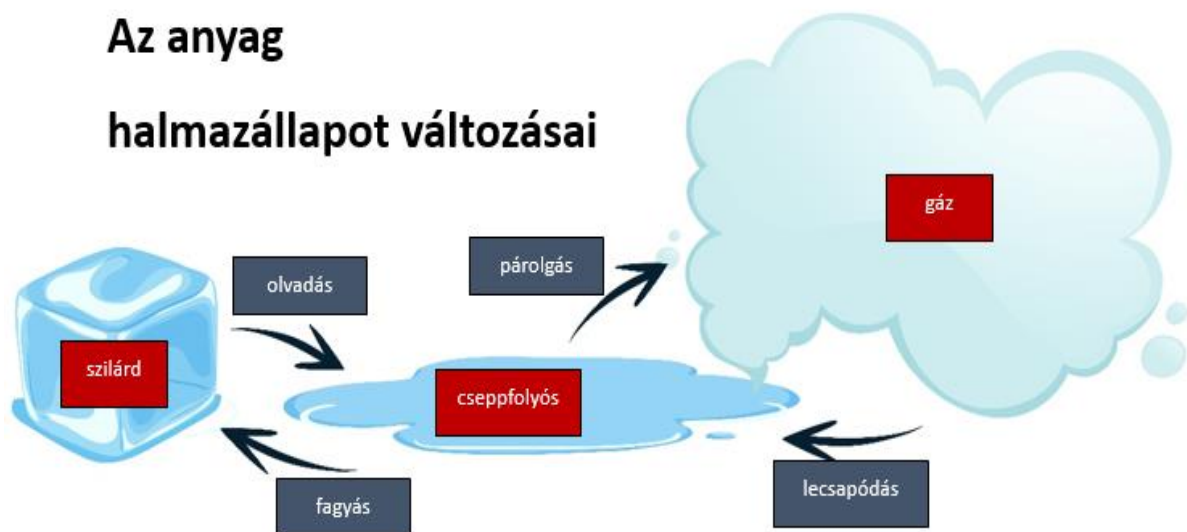 Az anyag
halmazállapot változásai
gáz
párolgás
olvadás
szilárd
cseppfolyós
lecsapódás
fagyás